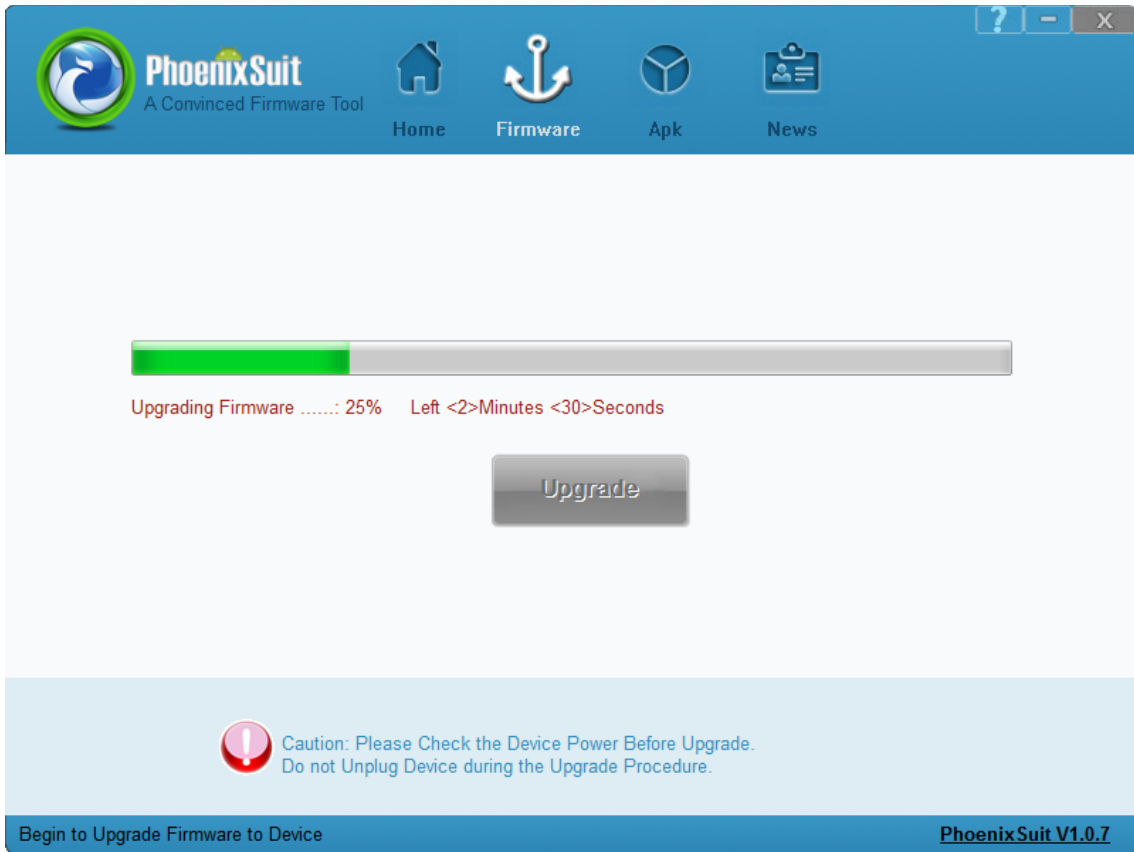 ? – X
PhoenixSuit
A Convinced Firmware Tool
Home Firmware Apk News
Upgrading Firmware ......: 25% Left <2>Minutes <30>Seconds
Upgrade
Caution: Please Check the Device Power Before Upgrade.
Do not Unplug Device during the Upgrade Procedure.
Begin to Upgrade Firmware to Device PhoenixSuit V1.0.7